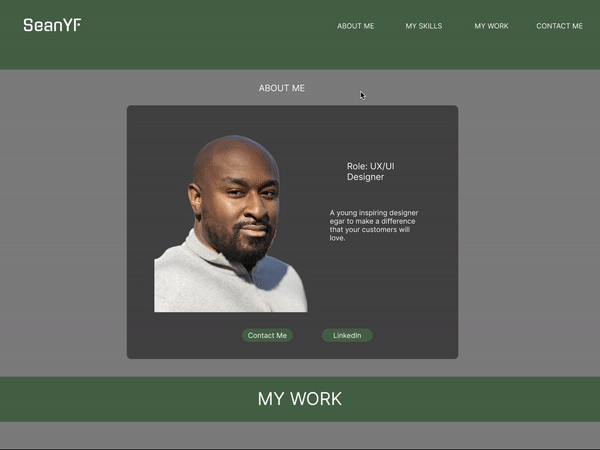 SeanYF
ABOUT ME
MY SKILLS
MY WORK
CONTACT ME
ABOUT ME
Role: UX/UI
Designer
A young inspiring designer
egar to make a difference
that your customers will
love.
Contact Me
LinkedIn
MY WORK